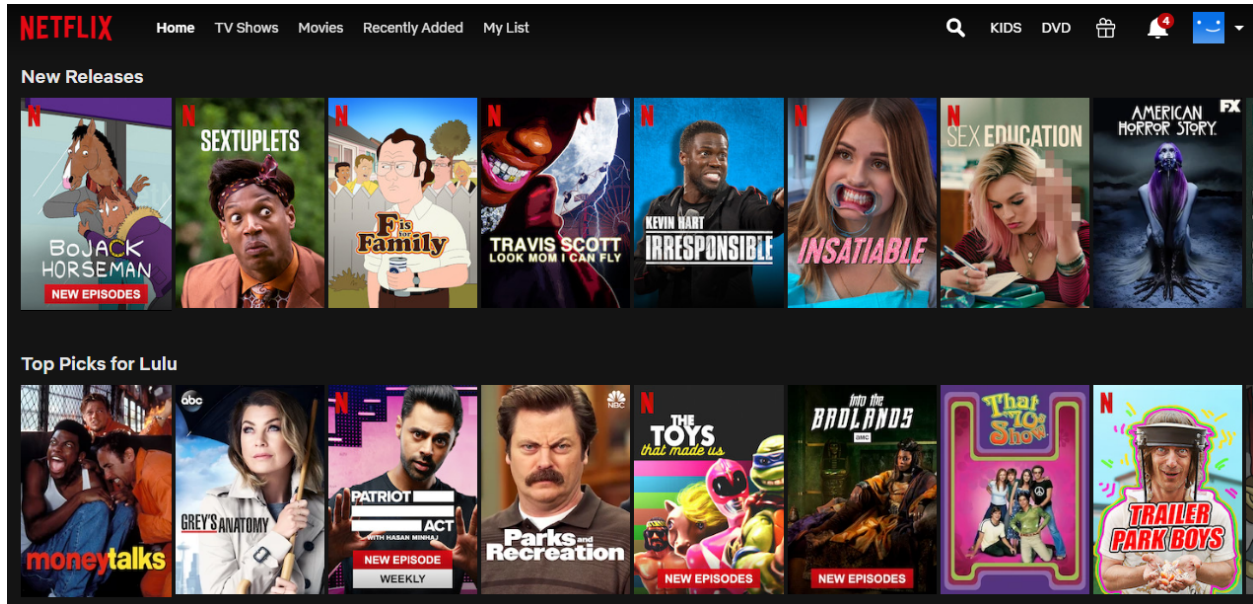 NETFLIX Home TV Shows Movies Recently Added My List KIDS DVD 4
New Releases
N
BOJACK
HORSEMAN
NEW EPISODES
N
SEXTUPLETS
N
F is
for
Family
N
TRAVIS SCOTT
LOOK MOM I CAN FLY
N
KEVIN HART
IRRESPONSIBLE
N
INSATIABLE
N
SEX EDUCATION
FX
AMERICAN
HORROR STORY
Top Picks for Lulu
moneytalks
abc
GREY'S ANATOMY
N
PATRIOT
ACT
WITH HASAN MINHAJ
NEW EPISODE
WEEKLY
NBC
Parks and
Recreation
N
THE
TOYS
that made us
NEW EPISODES
into the
BADLANDS
amc
NEW EPISODES
That
'70s
Show
N
TRAILER
PARK BOYS